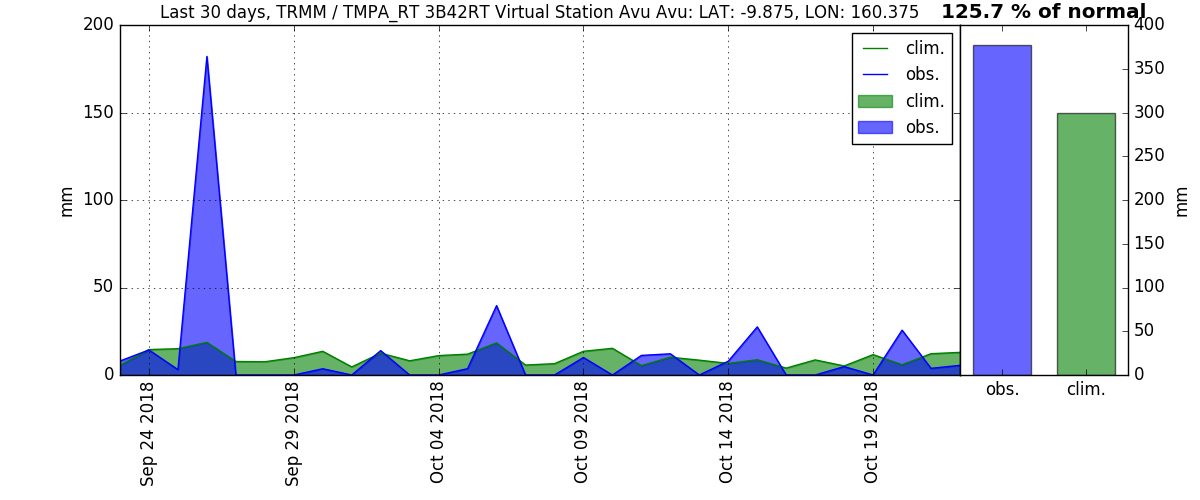 Last 30 days, TRMM / TMPA_RT 3B42RT Virtual Station Avu Avu: LAT: -9.875, LON: 160.375
125.7 % of normal
200
150
100
50
0
mm
clim.
obs.
clim.
obs.
400
350
300
250
200
150
100
50
0
mm
obs.
clim.
Sep 24 2018
Sep 29 2018
Oct 04 2018
Oct 09 2018
Oct 14 2018
Oct 19 2018